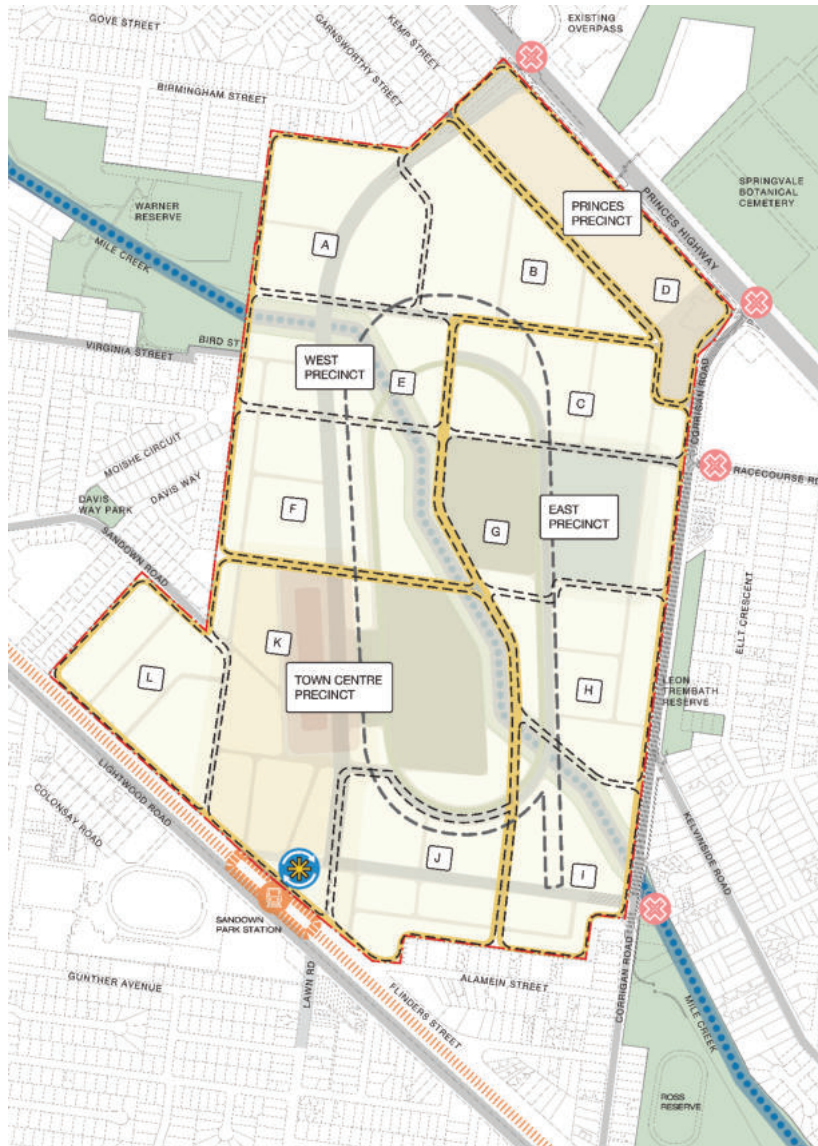 GOVE STREET
KEMP STREET
GARNSWORTHY STREET
EXISTING
OVERPASS
BIRMINGHAM STREET
PRINCES HIGHWAY
SPRINGVALE
BOTANICAL
CEMETERY
WARNER
RESERVE
MILE CREEK
PRINCES
PRECINCT
A
B
D
VIRGINIA STREET
BIRD ST
WEST
PRECINCT
E
C
CORRIGAN ROAD
MOISHE CIRCUIT
DAVIS WAY
DAVIS
WAY PARK
RACECOURSE RD
F
G
EAST
PRECINCT
SANDOWN ROAD
ELLT CRESCENT
K
L
TOWN CENTRE
PRECINCT
H
LEON
TREMBATH
RESERVE
LIGHTWOOD ROAD
COLONSAY ROAD
KELVINSIDE ROAD
J
I
SANDOWN
PARK STATION
GUNTHER AVENUE
LAWN RD
FLINDERS STREET
ALAMEIN STREET
CORRIGAN ROAD
MILE CREEK
ROSS
RESERVE